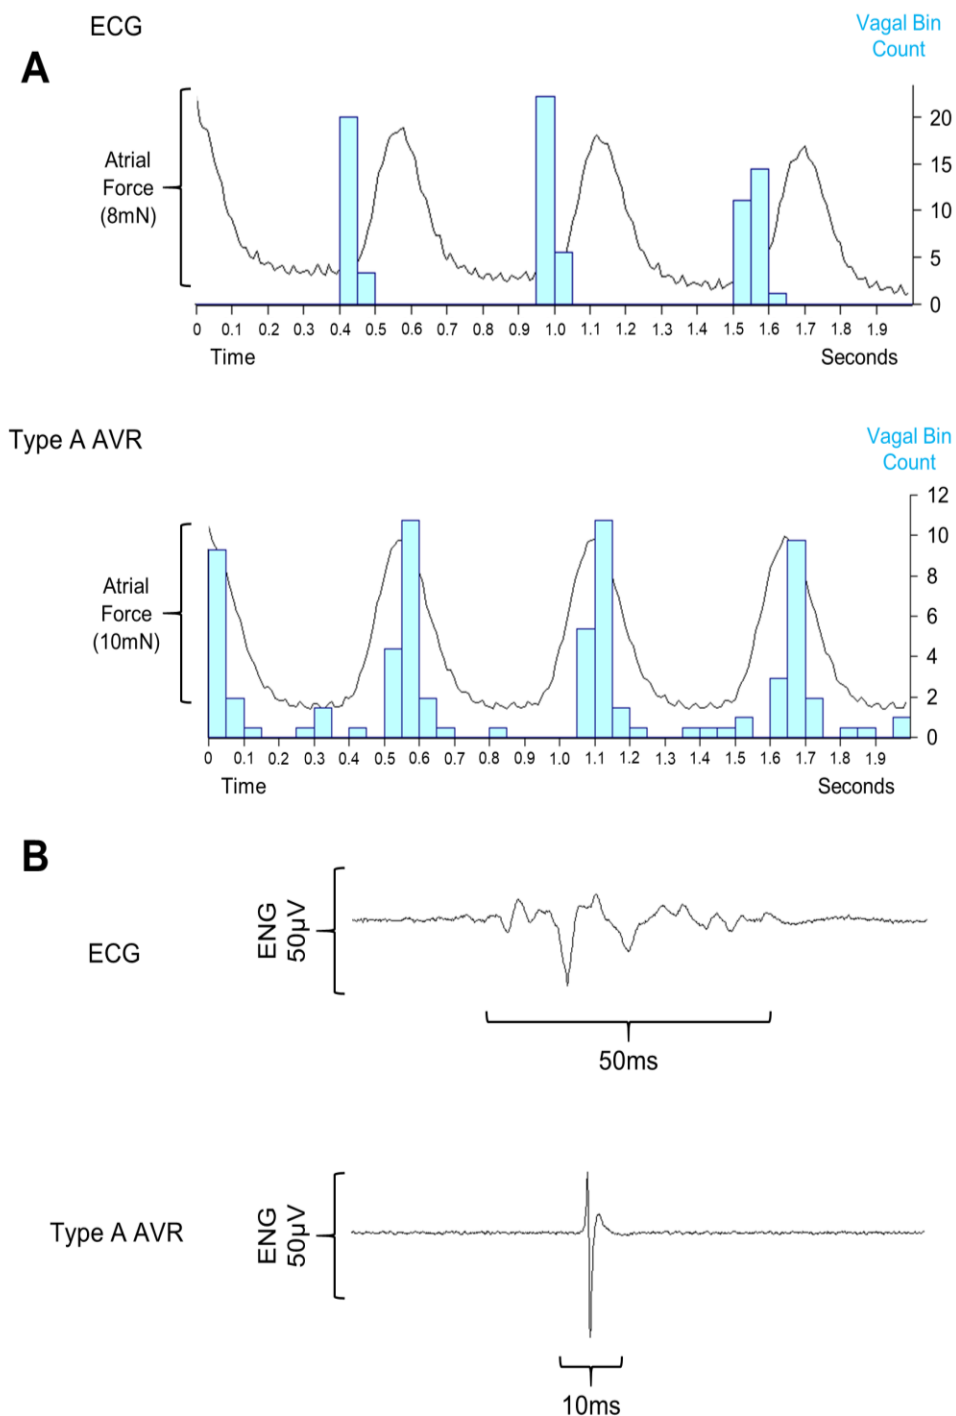 ECG
Vagal Bin
Count
A
Atrial
Force
(8mN)
20
15
10
5
0
0 0.1 0.2 0.3 0.4 0.5 0.6 0.7 0.8 0.9 1.0 1.1 1.2 1.3 1.4 1.5 1.6 1.7 1.8 1.9
Time Seconds
Type A AVR
Vagal Bin
Count
Atrial
Force
(10mN)
12
10
8
6
4
2
0
0 0.1 0.2 0.3 0.4 0.5 0.6 0.7 0.8 0.9 1.0 1.1 1.2 1.3 1.4 1.5 1.6 1.7 1.8 1.9
Time Seconds
B
ECG
ENG
50µV
50ms
Type A AVR
ENG
50µV
10ms